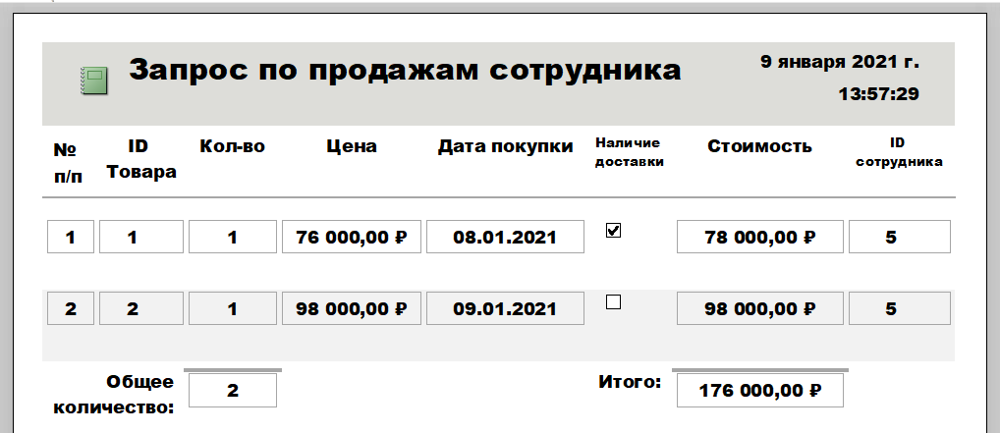 Запрос по продажам сотрудника
9 января 2021 г.
13:57:29
№ п/п ID Товара Кол-во Цена Дата покупки Наличие доставки Стоимость ID сотрудника
1 1 1 76 000,00 ₽ 08.01.2021 78 000,00 ₽ 5
2 2 1 98 000,00 ₽ 09.01.2021 98 000,00 ₽ 5
Общее количество: 2 Итого: 176 000,00 ₽